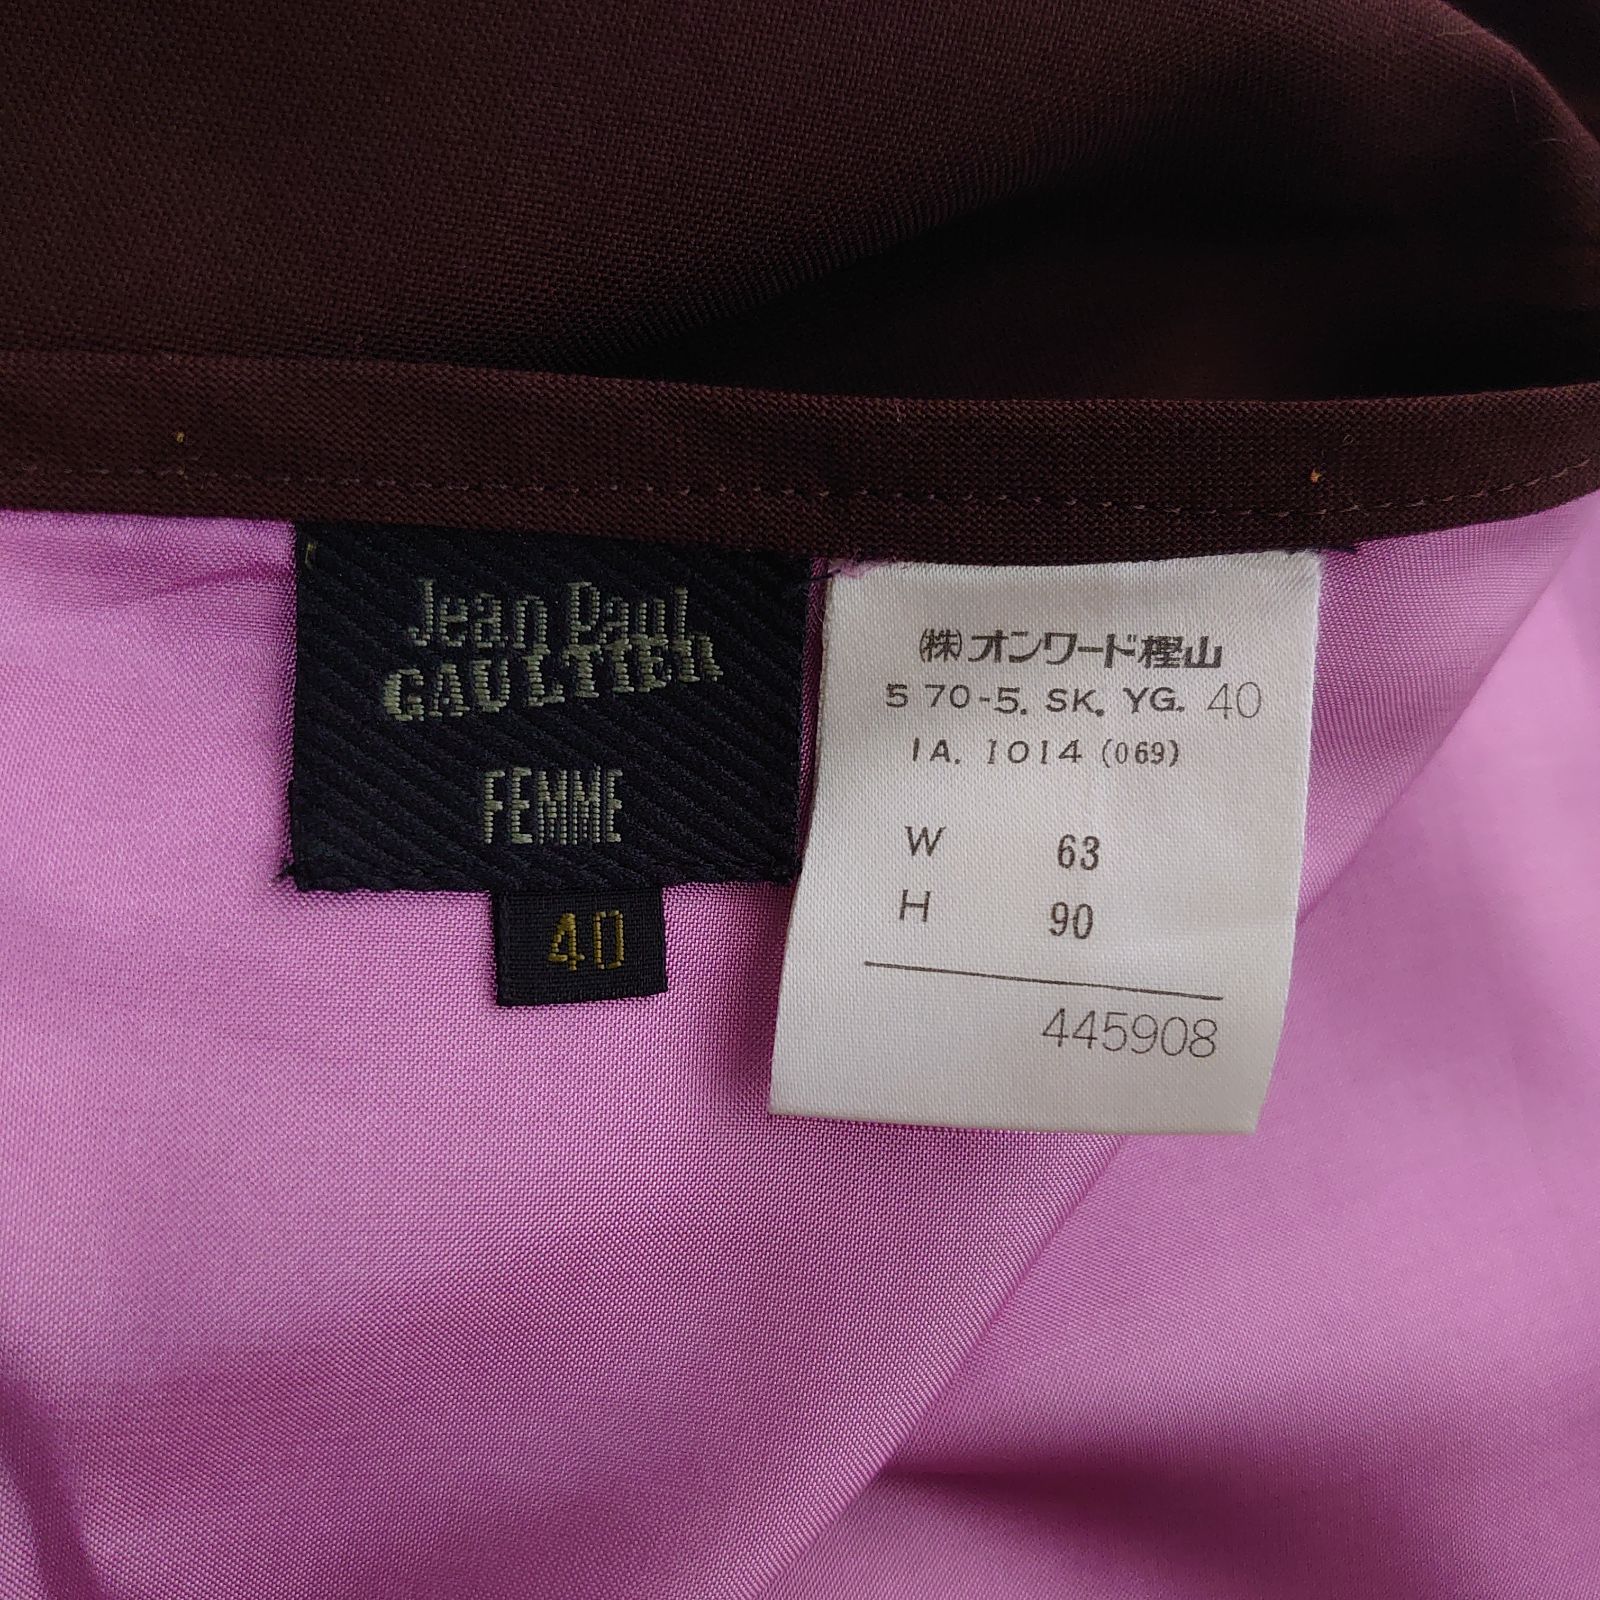 Jean Paul
GAULTIER
FEMME
40
㈱オンワード樫山
5 70-5. SK. YG. 40
IA. 1014 (069)
W 63
H 90
445908